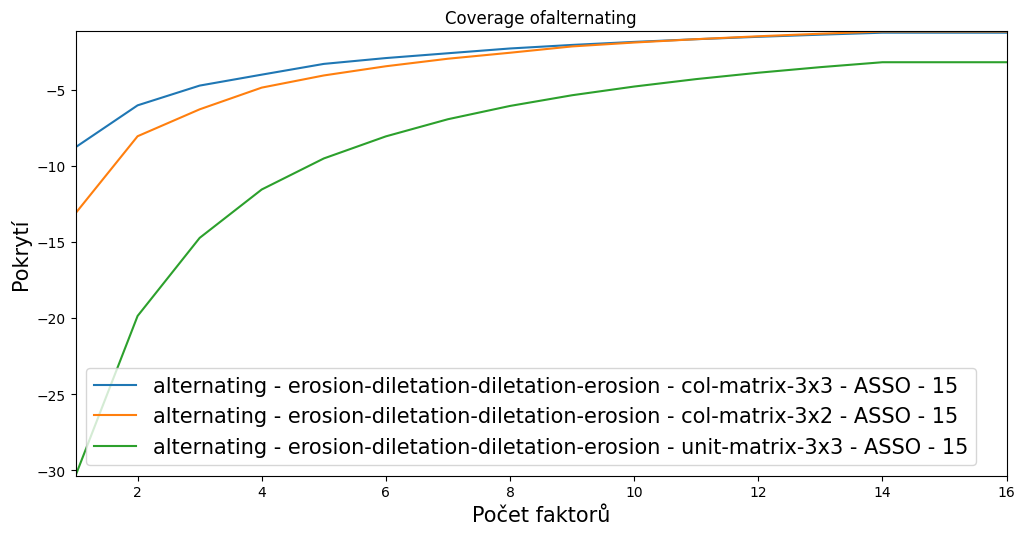 Coverage ofalternating
Pokrytí
−5
−10
−15
−20
−25
−30
alternating - erosion-diletation-diletation-erosion - col-matrix-3x3 - ASSO - 15
alternating - erosion-diletation-diletation-erosion - col-matrix-3x2 - ASSO - 15
alternating - erosion-diletation-diletation-erosion - unit-matrix-3x3 - ASSO - 15
2 4 6 8 10 12 14 16
Počet faktorů